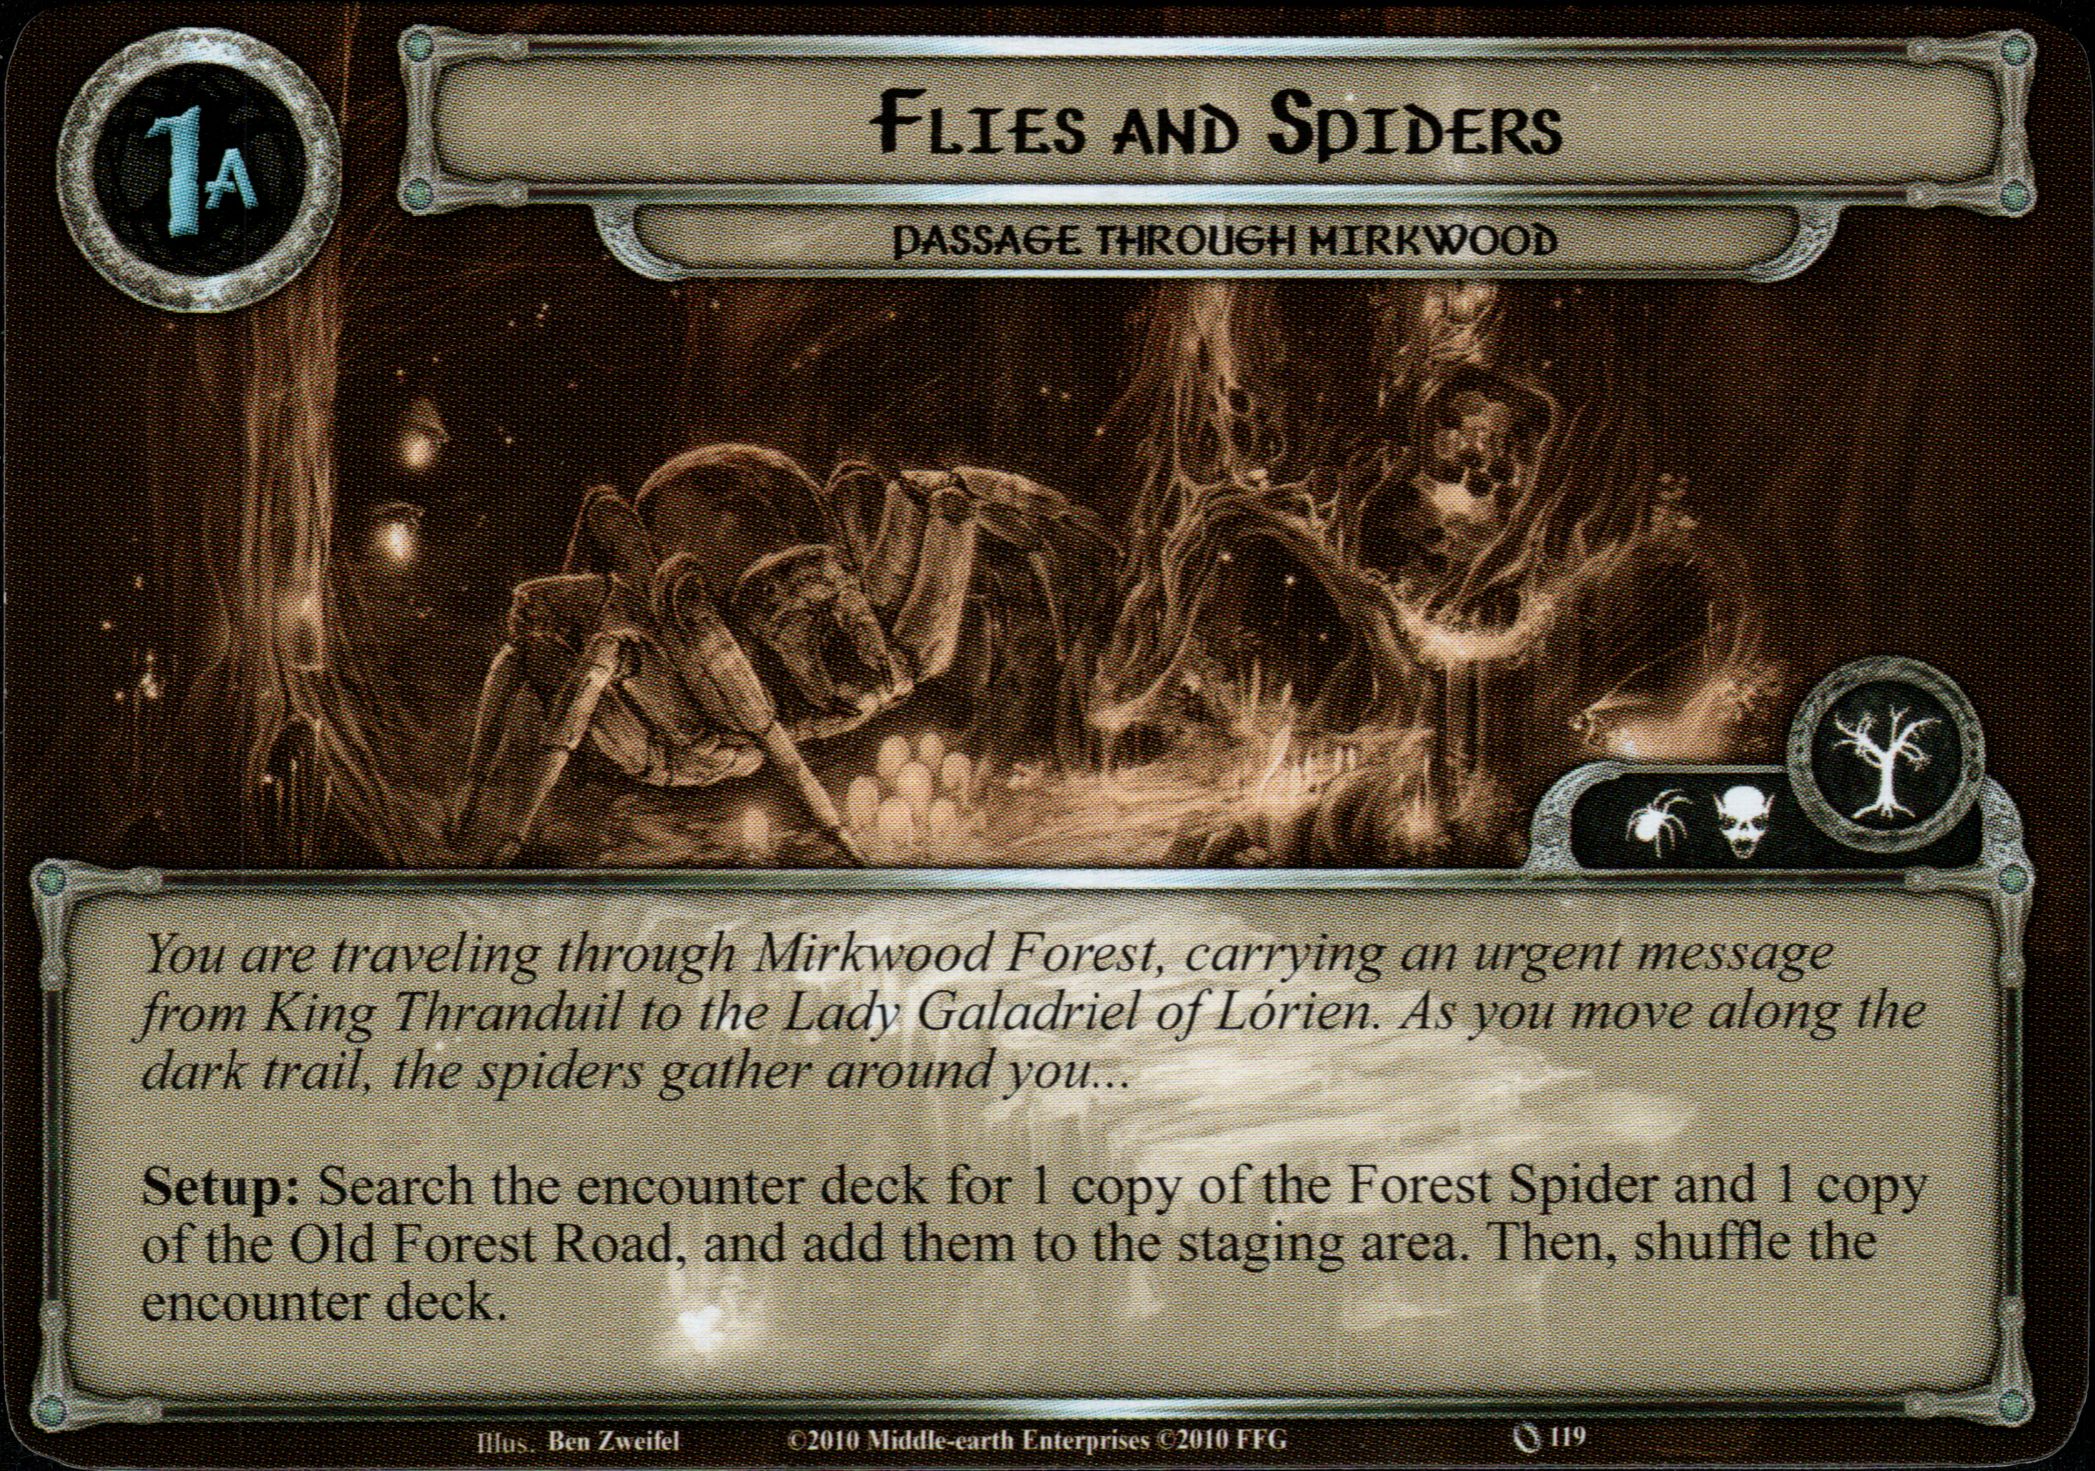 1A
Flies and Spiders
Passage Through Mirkwood
You are traveling through Mirkwood Forest, carrying an urgent message
from King Thranduil to the Lady Galadriel of Lórien. As you move along the
dark trail, the spiders gather around you...
Setup: Search the encounter deck for 1 copy of the Forest Spider and 1 copy
of the Old Forest Road, and add them to the staging area. Then, shuffle the
encounter deck.
Illus. Ben Zweifel ©2010 Middle-earth Enterprises ©2010 FFG 119